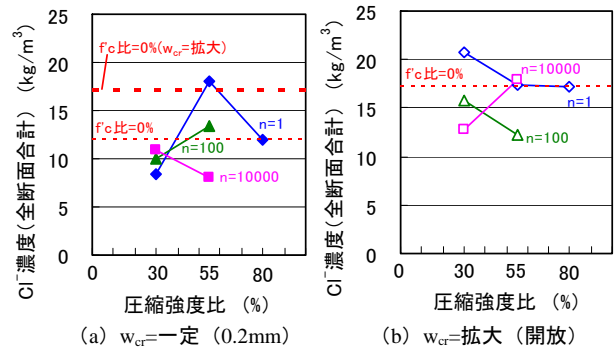 Cl⁻濃度(全断面合計) (kg/m³)
25
20
15
10
5
0
f'c比=0%(w_cr=拡大)
f'c比=0%
n=1
n=100
n=10000
0 30 55 80
圧縮強度比 (%)
(a) w_cr=一定 (0.2mm)
Cl⁻濃度(全断面合計) (kg/m³)
25
20
15
10
5
0
f'c比=0%
n=10000
n=1
n=100
0 30 55 80
圧縮強度比 (%)
(b) w_cr=拡大 (開放)